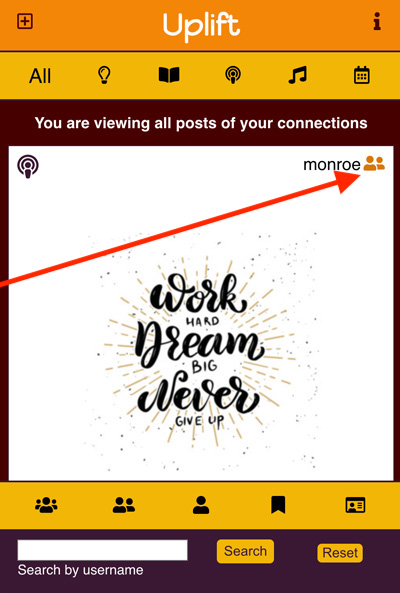 Uplift
All
You are viewing all posts of your connections
monroe
Work
HARD
Dream
BIG
Never
GIVE UP
Search
Reset
Search by username